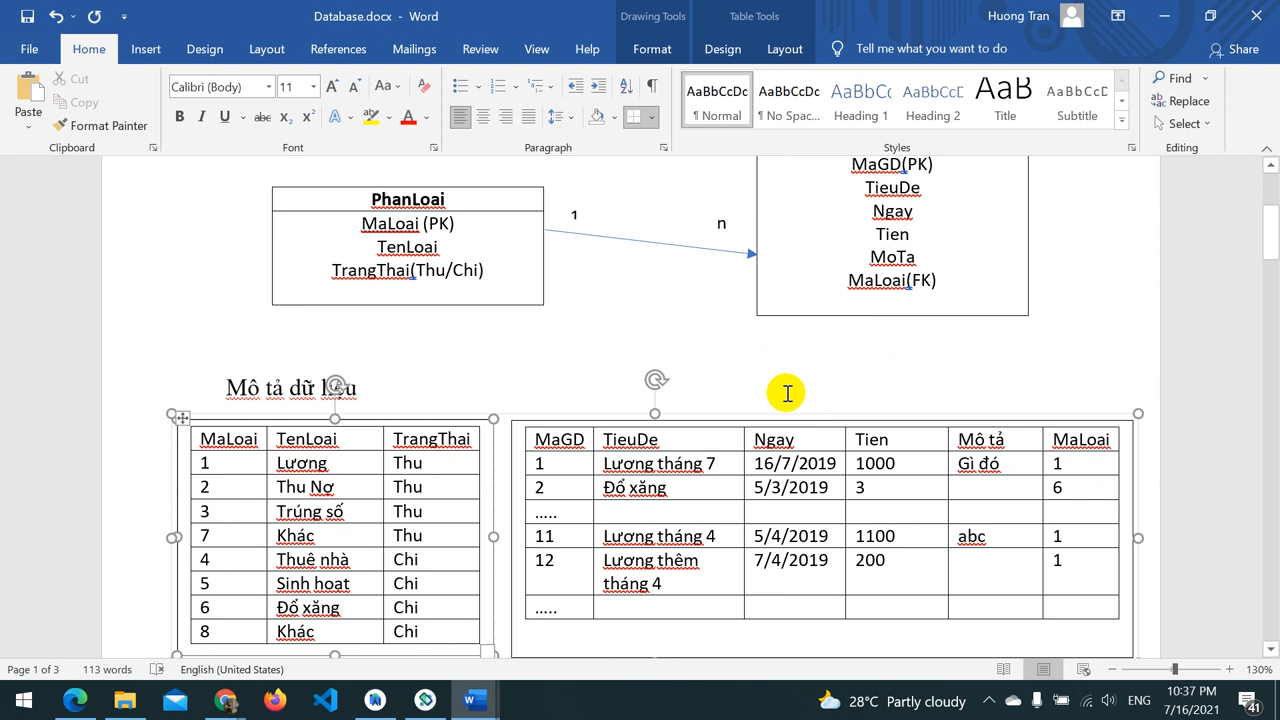 Database.docx - Word
Drawing Tools
Table Tools
Huong Tran
File Home Insert Design Layout References Mailings Review View Help Format Design Layout Tell me what you want to do Share
Paste
Cut
Copy
Format Painter
Clipboard
Calibri (Body) 11
Font
Paragraph
AaBbCcDc AaBbCcDc AaBbCc AaBbCcD AaB AaBbCcD
¶ Normal ¶ No Spac... Heading 1 Heading 2 Title Subtitle
Styles
Find
Replace
Select
Editing
PhanLoai
MaLoai (PK)
TenLoai
TrangThai(Thu/Chi)
1
n
MaGD(PK)
TieuDe
Ngay
Tien
MoTa
MaLoai(FK)
Mô tả dữ liệu
MaLoai TenLoai TrangThai
1 Lương Thu
2 Thu Nợ Thu
3 Trúng số Thu
7 Khác Thu
4 Thuê nhà Chi
5 Sinh hoạt Chi
6 Đổ xăng Chi
8 Khác Chi
MaGD TieuDe Ngay Tien Mô tả MaLoai
1 Lương tháng 7 16/7/2019 1000 Gì đó 1
2 Đổ xăng 5/3/2019 3 6
.....
11 Lương tháng 4 5/4/2019 1100 abc 1
12 Lương thêm tháng 4 7/4/2019 200 1
.....
Page 1 of 3 113 words English (United States) 130%
28°C Partly cloudy ENG
10:37 PM
7/16/2021
41